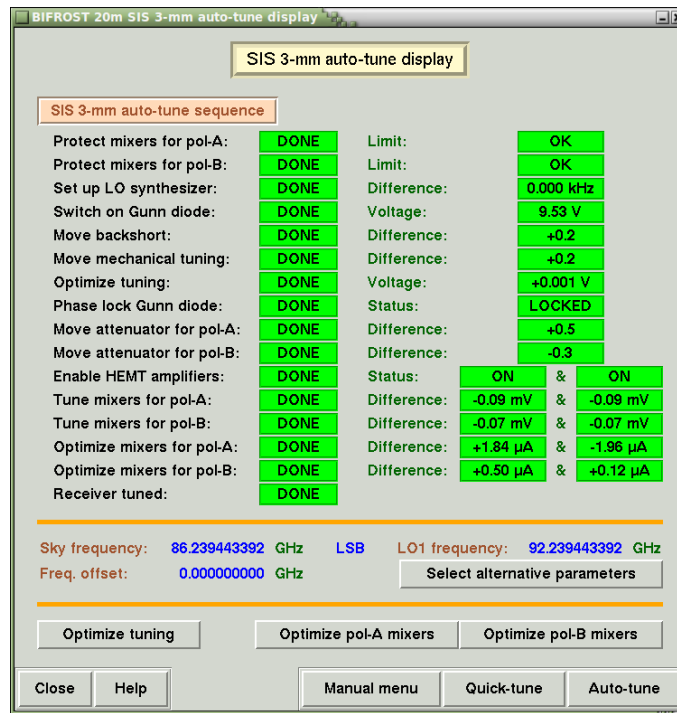 BIFROST 20m SIS 3-mm auto-tune display
SIS 3-mm auto-tune display
SIS 3-mm auto-tune sequence
Protect mixers for pol-A: DONE Limit: OK
Protect mixers for pol-B: DONE Limit: OK
Set up LO synthesizer: DONE Difference: 0.000 kHz
Switch on Gunn diode: DONE Voltage: 9.53 V
Move backshort: DONE Difference: +0.2
Move mechanical tuning: DONE Difference: +0.2
Optimize tuning: DONE Voltage: +0.001 V
Phase lock Gunn diode: DONE Status: LOCKED
Move attenuator for pol-A: DONE Difference: +0.5
Move attenuator for pol-B: DONE Difference: -0.3
Enable HEMT amplifiers: DONE Status: ON & ON
Tune mixers for pol-A: DONE Difference: -0.09 mV & -0.09 mV
Tune mixers for pol-B: DONE Difference: -0.07 mV & -0.07 mV
Optimize mixers for pol-A: DONE Difference: +1.84 µA & -1.96 µA
Optimize mixers for pol-B: DONE Difference: +0.50 µA & +0.12 µA
Receiver tuned: DONE
Sky frequency: 86.239443392 GHz LSB LO1 frequency: 92.239443392 GHz
Freq. offset: 0.000000000 GHz Select alternative parameters
Optimize tuning Optimize pol-A mixers Optimize pol-B mixers
Close Help Manual menu Quick-tune Auto-tune